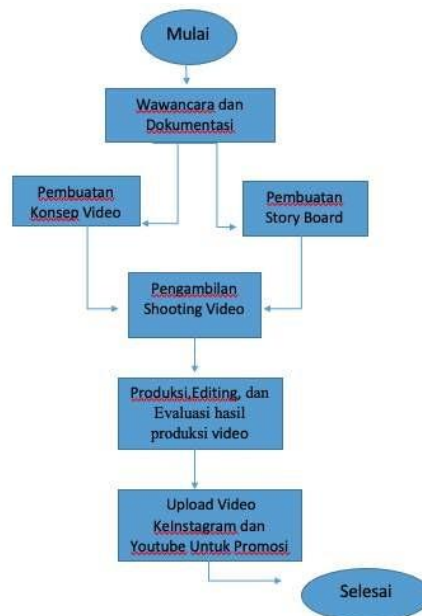 Mulai
Wawancara dan
Dokumentasi
Pembuatan
Konsep Video
Pembuatan
Story Board
Pengambilan
Shooting Video
Produksi,Editing, dan
Evaluasi hasil
produksi video
Upload Video
KeInstagram dan
Youtube Untuk Promosi
Selesai